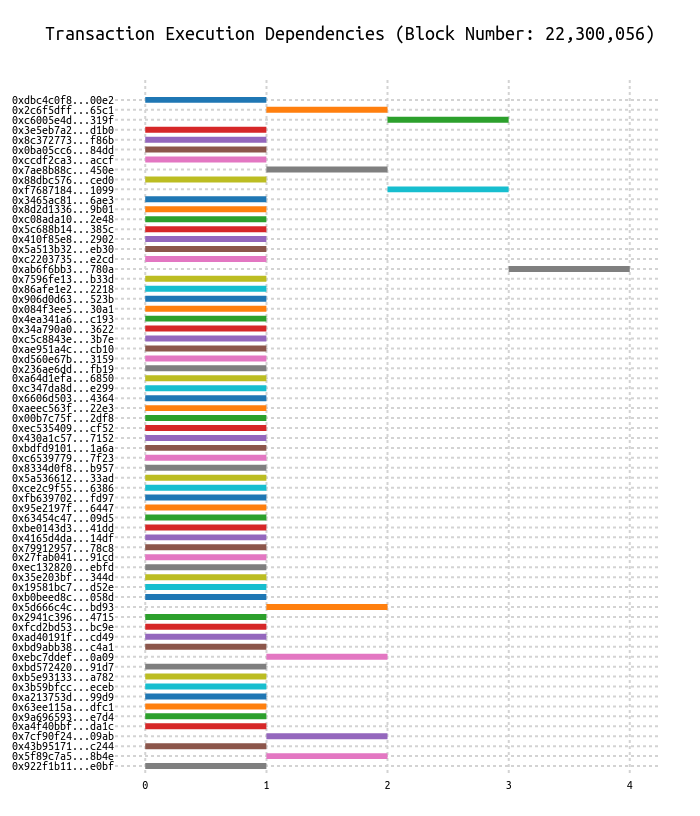 Transaction Execution Dependencies (Block Number: 22,300,056)
0xdbc4c0f8...00e2
0x2c6f5dff...65c1
0xc6005e4d...319f
0x3e5eb7a2...d1b0
0x8c372773...f86b
0x0ba05cc6...84dd
0xccdf2ca3...accf
0x7ae8b88c...450e
0x88dbc576...ced0
0xf7687184...1099
0x3465ac81...6ae3
0x8d2d1336...9b01
0xc08ada10...2e48
0x5c688b14...385c
0x410f85e8...2902
0x5a513b32...eb30
0xc2203735...e2cd
0xab6f6bb3...780a
0x7596fe13...b33d
0x86afe1e2...2218
0x906d0d63...523b
0x084f3ee5...30a1
0x4ea341a6...c193
0x34a790a0...3622
0xc5c8843e...3b7e
0xae951a4c...cb10
0xd560e67b...3159
0x236ae6dd...fb19
0xa64d1efa...6850
0xc347da8d...e299
0x6606d503...4364
0xaeec563f...22e3
0x00b7c75f...2df8
0xec535409...cf52
0x430a1c57...7152
0xbdfd9101...1a6a
0xc6539779...7f23
0x8334d0f8...b957
0x5a536612...33ad
0xce2c9f55...6386
0xfb639702...fd97
0x95e2197f...6447
0x63454c47...09d5
0xbe0143d3...41dd
0x4165d4da...14df
0x79912957...78c8
0x27fab041...91cd
0xec132820...ebfd
0x35e203bf...344d
0x19581bc7...d52e
0xb0beed8c...058d
0x5d666c4c...bd93
0x2941c396...4715
0xfcd2bd53...bc9e
0xad40191f...cd49
0xbd9abb38...c4a1
0xebc7ddef...0a09
0xbd572420...91d7
0xb5e93133...a782
0x3b59bfcc...eceb
0xa213753d...99d9
0x63ee115a...dfc1
0x9a696593...e7d4
0xa4f40bbf...da1c
0x7cf90f24...09ab
0x43b95171...c244
0x5f89c7a5...8b4e
0x922f1b11...e0bf
0 1 2 3 4